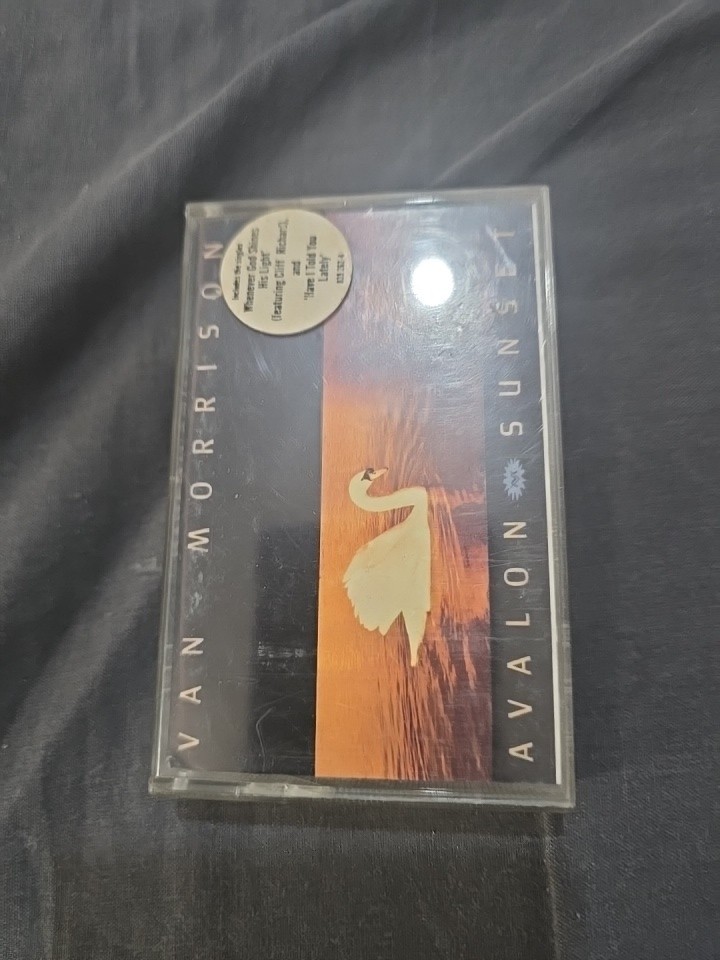 VAN MORRISON
Includes the singles
'Whenever God Shines
His Light'
(featuring Cliff Richard),
and
'Have I Told You
Lately'
AVALON SUNSET